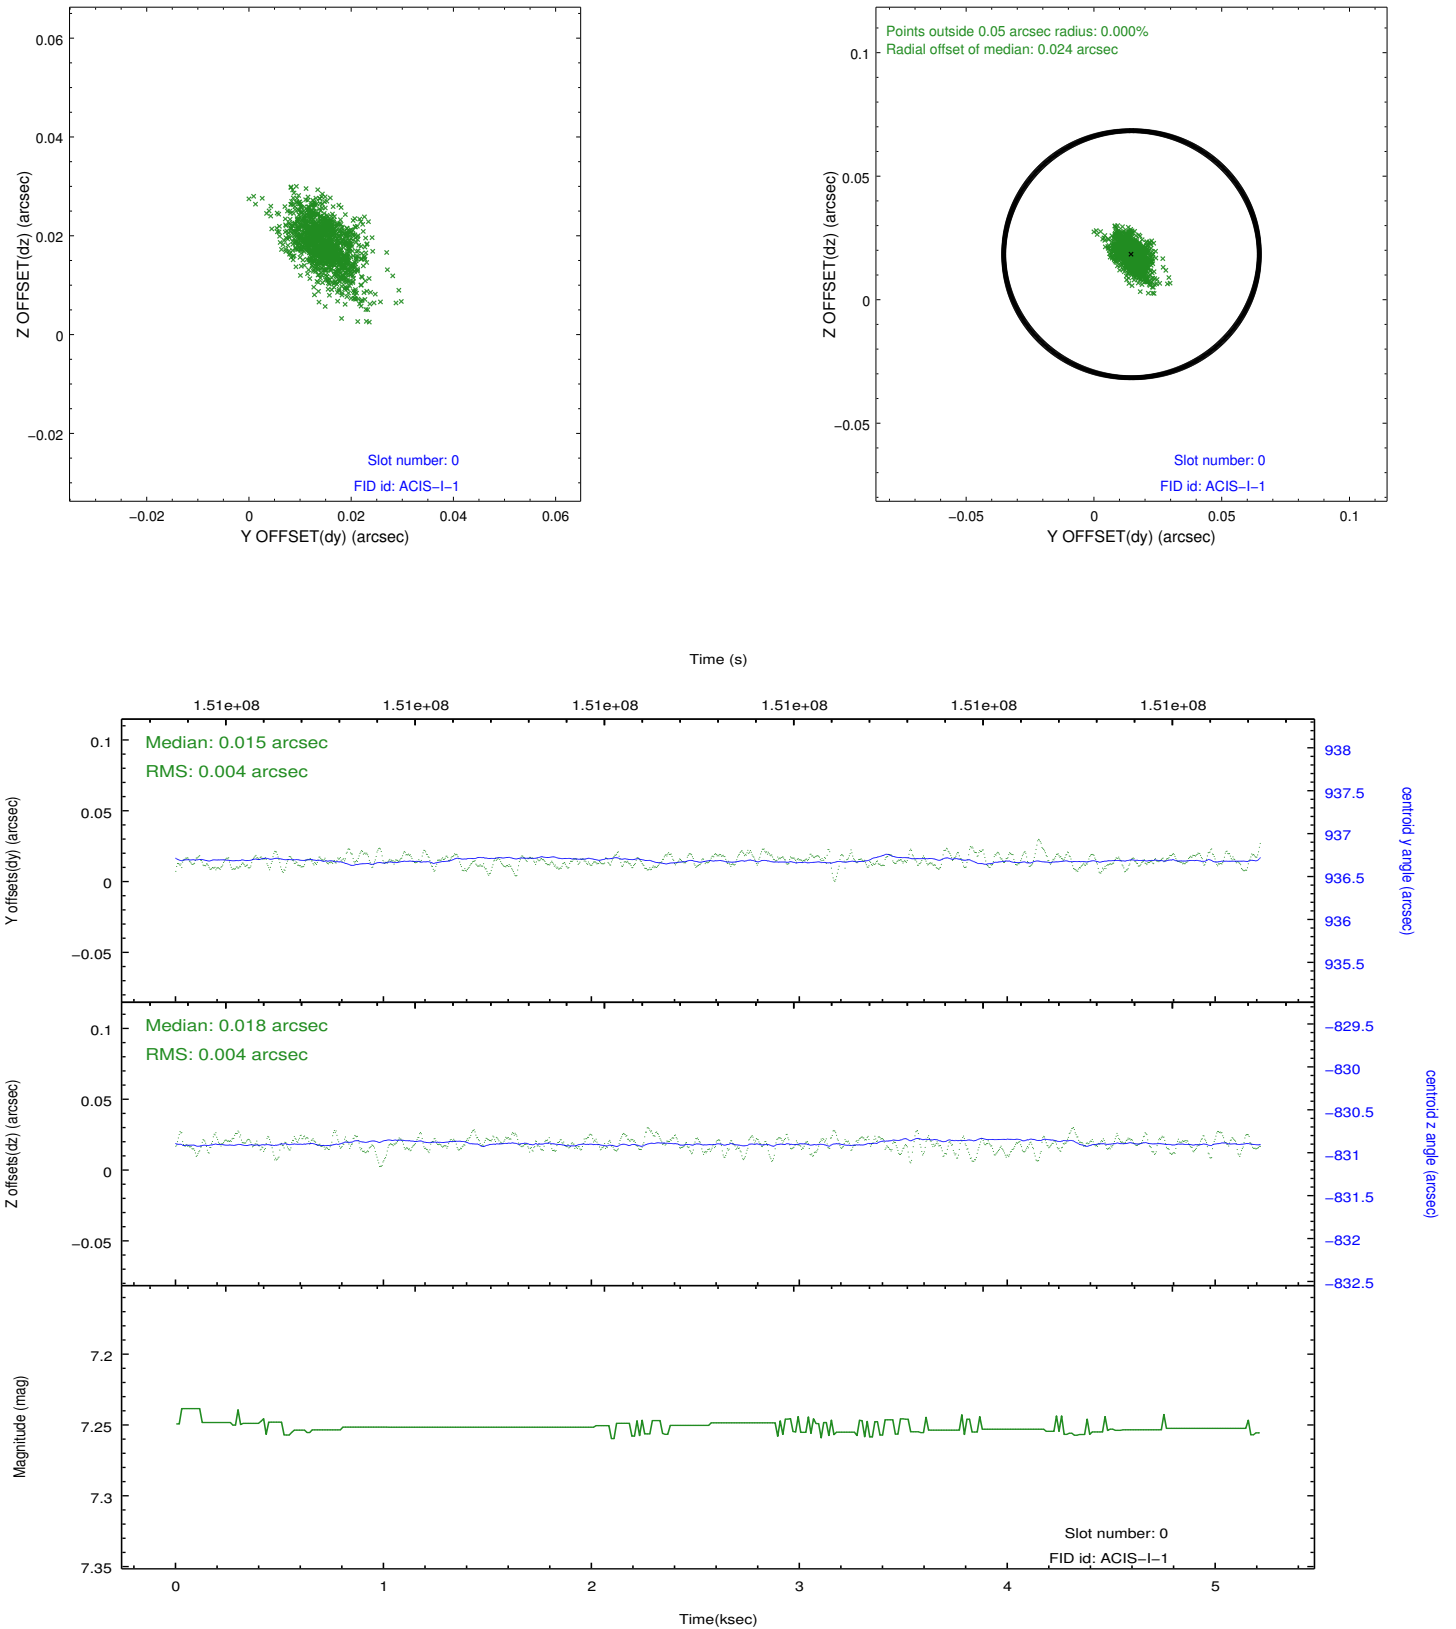 0.06
0.04
0.02
0
−0.02
Z OFFSET(dz) (arcsec)
Slot number: 0
FID id: ACIS−I−1
−0.02 0 0.02 0.04 0.06
Y OFFSET(dy) (arcsec)
Points outside 0.05 arcsec radius: 0.000%
Radial offset of median: 0.024 arcsec
0.1
0.05
0
−0.05
Z OFFSET(dz) (arcsec)
Slot number: 0
FID id: ACIS−I−1
−0.05 0 0.05 0.1
Y OFFSET(dy) (arcsec)
Time (s)
1.51e+08 1.51e+08 1.51e+08 1.51e+08 1.51e+08 1.51e+08
Median: 0.015 arcsec
RMS: 0.004 arcsec
0.1
0.05
0
−0.05
Y offsets(dy) (arcsec)
938
937.5
937
936.5
936
935.5
centroid y angle (arcsec)
Median: 0.018 arcsec
RMS: 0.004 arcsec
0.1
0.05
0
−0.05
Z offsets(dz) (arcsec)
−829.5
−830
−830.5
−831
−831.5
−832
−832.5
centroid z angle (arcsec)
7.2
7.25
7.3
7.35
Magnitude (mag)
Slot number: 0
FID id: ACIS−I−1
0 1 2 3 4 5
Time(ksec)